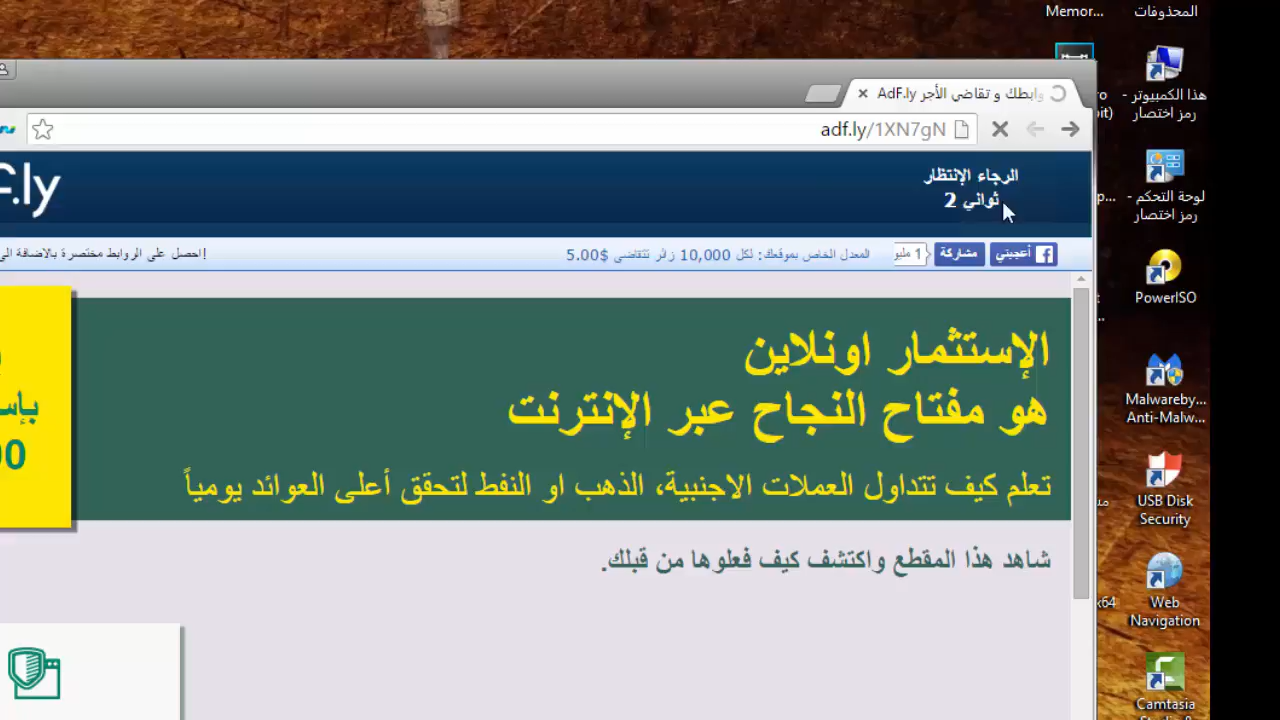 Memor...
المحذوفات
وابطك و تقاضي الأجر AdF.ly
هذا الكمبيوتر -
رمز اختصار
adf.ly/1XN7gN
F.ly
الرجاء الإنتظار
ثواني 2
لوحة التحكم -
رمز اختصار
أعجبني
مشاركة
1 مليو
المعدل الخاص بموقعك: لكل 10,000 زائر تتقاضى $5.00
احصل على الروابط مختصرة بالاضافة الى!
PowerISO
الإستثمار اونلاين
هو مفتاح النجاح عبر الإنترنت
تعلم كيف تتداول العملات الاجنبية، الذهب او النفط لتحقق أعلى العوائد يومياً
Malwareby...
Anti-Malw...
USB Disk
Security
شاهد هذا المقطع واكتشف كيف فعلوها من قبلك.
x64
Web
Navigation
Camtasia